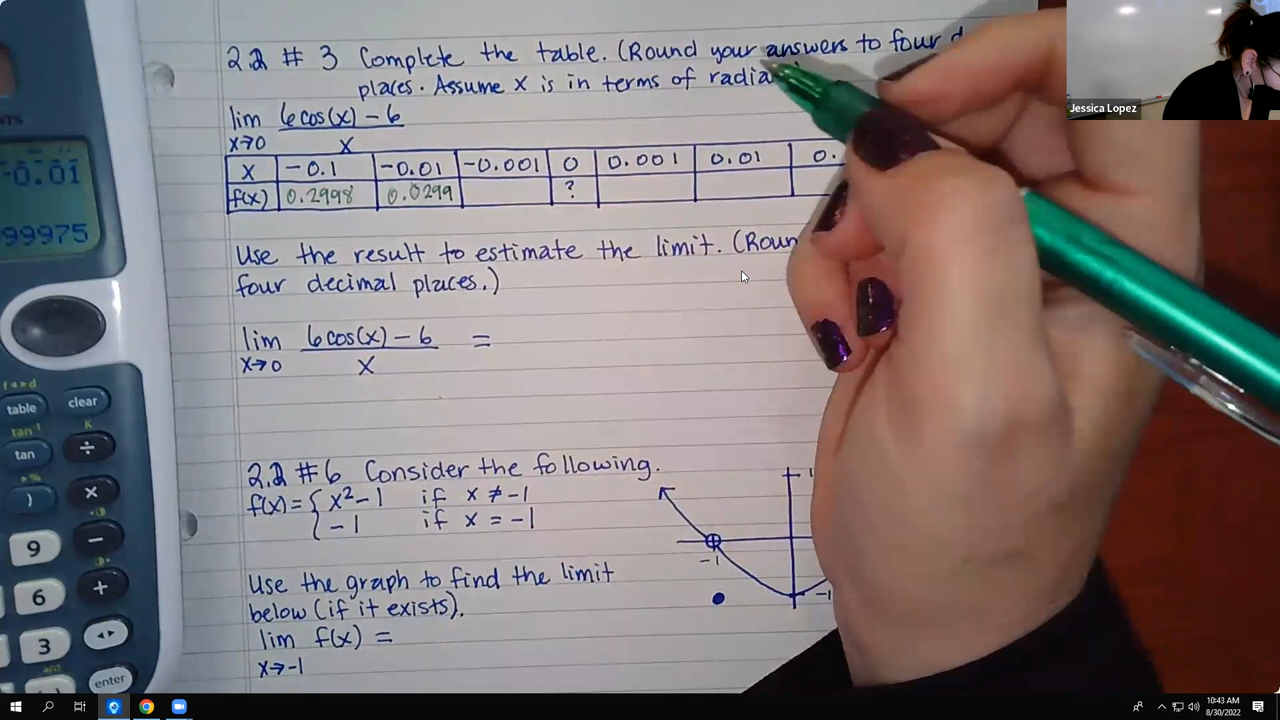 2.2 # 3 Complete the table. (Round your answers to four d
places. Assume x is in terms of radia
lim 6cos(x) - 6
x→0 x
x -0.1 -0.01 -0.001 0 0.001 0.01 0.
f(x) 0.2998 0.0299 ?
Use the result to estimate the limit. (Roun
four decimal places.)
lim 6cos(x) - 6 =
x→0 x
2.2 #6 Consider the following.
f(x) = { x²-1 if x ≠ -1
-1 if x = -1
-1
-1
Use the graph to find the limit
below (if it exists).
lim f(x) =
x→-1
-0.01
99975
table
clear
tan⁻¹
tan
÷
)
×
9
−
6
+
3
enter
Jessica Lopez
10:43 AM
8/30/2022